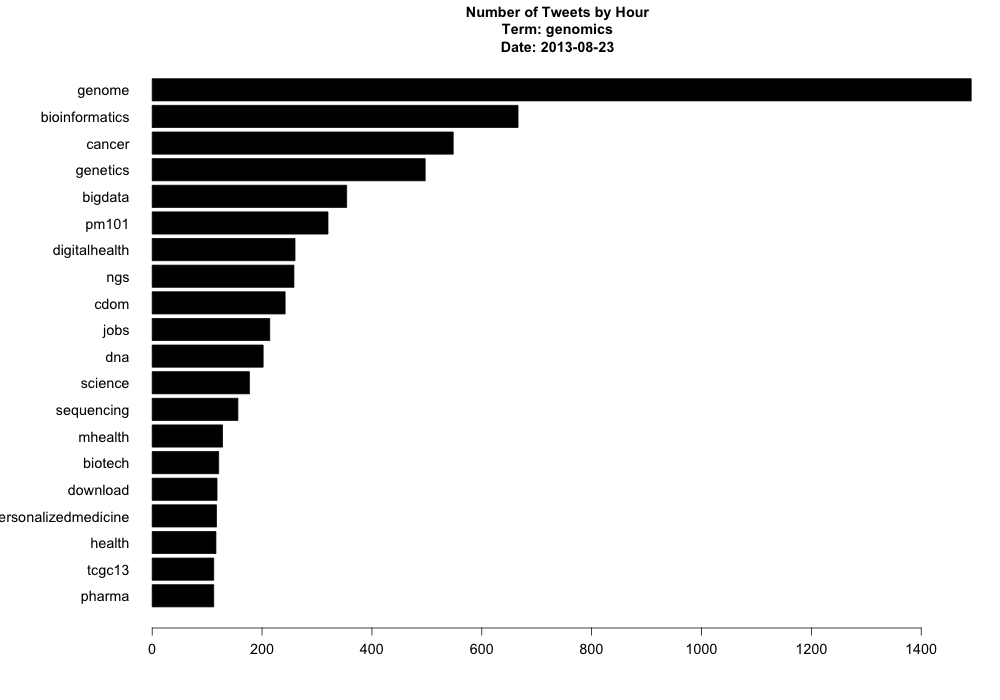 Number of Tweets by Hour
Term: genomics
Date: 2013-08-23
genome
bioinformatics
cancer
genetics
bigdata
pm101
digitalhealth
ngs
cdom
jobs
dna
science
sequencing
mhealth
biotech
download
ersonalizedmedicine
health
tcgc13
pharma
0 200 400 600 800 1000 1200 1400